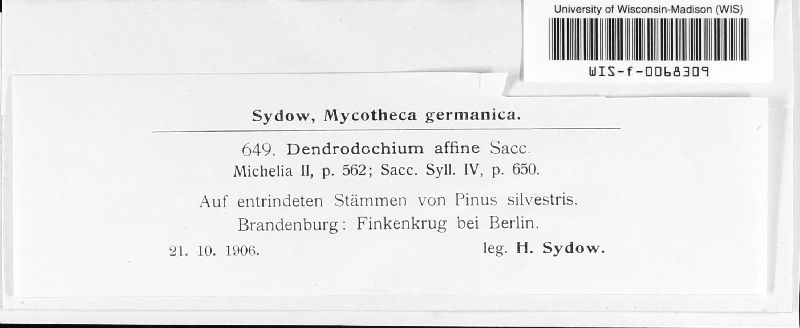 University of Wisconsin-Madison (WIS)
WIS-f-0068309
Sydow, Mycotheca germanica.
649. Dendrodochium affine Sacc.
Michelia II, p. 562; Sacc. Syll. IV, p. 650.
Auf entrindeten Stämmen von Pinus silvestris.
Brandenburg: Finkenkrug bei Berlin.
21. 10. 1906. leg. H. Sydow.